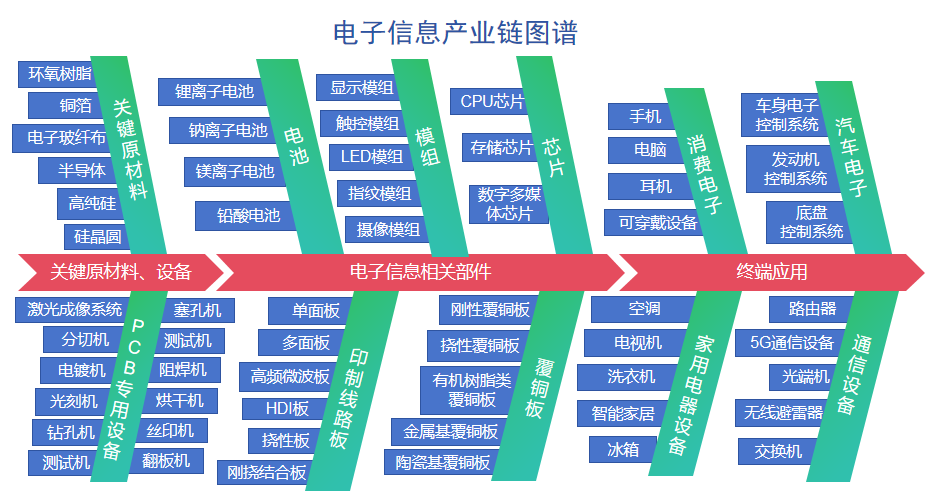 电子信息产业链图谱
环氧树脂
铜箔
电子玻纤布
半导体
高纯硅
硅晶圆
关键原材料
锂离子电池
钠离子电池
镁离子电池
铅酸电池
电池
显示模组
触控模组
LED模组
指纹模组
摄像模组
模组
CPU芯片
存储芯片
数字多媒
体芯片
芯片
手机
电脑
耳机
可穿戴设备
消费电子
车身电子
控制系统
发动机
控制系统
底盘
控制系统
汽车电子
关键原材料、设备
电子信息相关部件
终端应用
激光成像系统
分切机
电镀机
光刻机
钻孔机
测试机
PCB专用设备
塞孔机
测试机
阻焊机
烘干机
丝印机
翻板机
单面板
多面板
高频微波板
HDI板
挠性板
刚挠结合板
印制线路板
刚性覆铜板
挠性覆铜板
有机树脂类
覆铜板
金属基覆铜板
陶瓷基覆铜板
覆铜板
空调
电视机
洗衣机
智能家居
冰箱
家用电器设备
路由器
5G通信设备
光端机
无线避雷器
交换机
通信设备